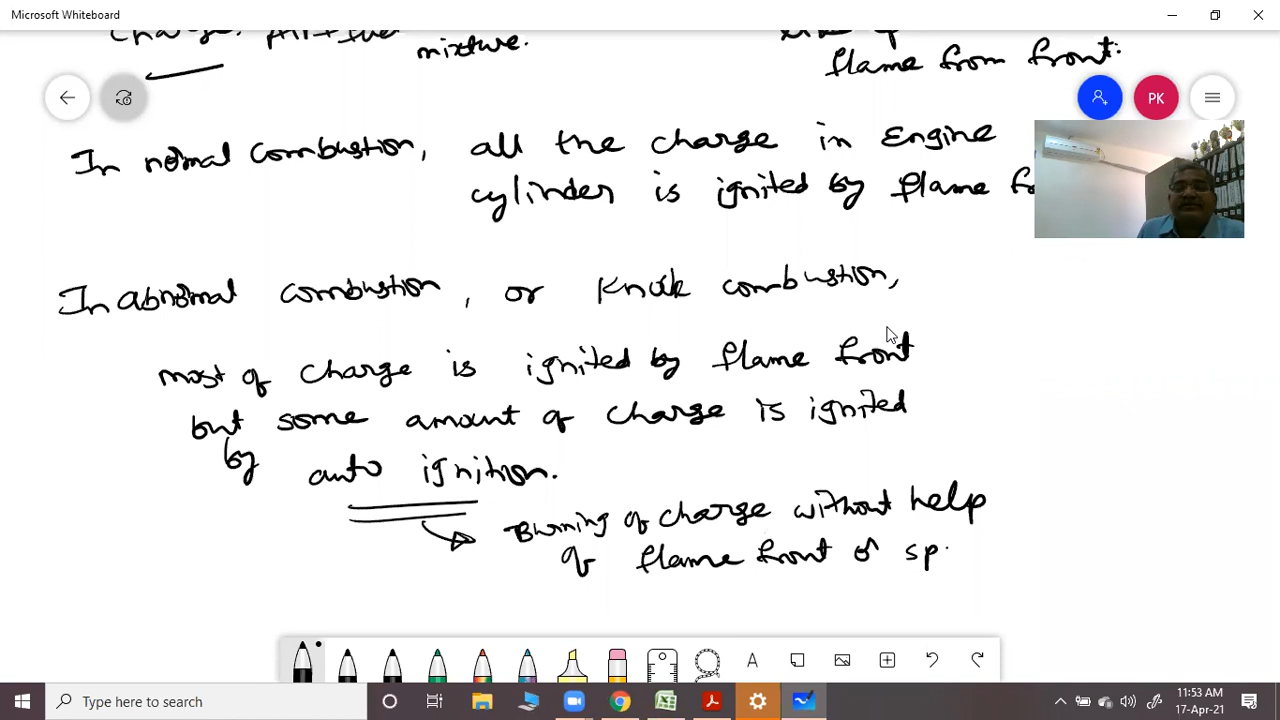 Microsoft Whiteboard
charge: Air + fuel
mixture.
flame from front:
PK
In normal combustion, all the charge in Engine
cylinder is ignited by flame
In abnormal combustion, or Knock combustion,
most of charge is ignited by flame front
but some amount of charge is ignited
by auto ignition.
Burning of charge without help
of flame front or sp
Type here to search
11:53 AM
17-Apr-21